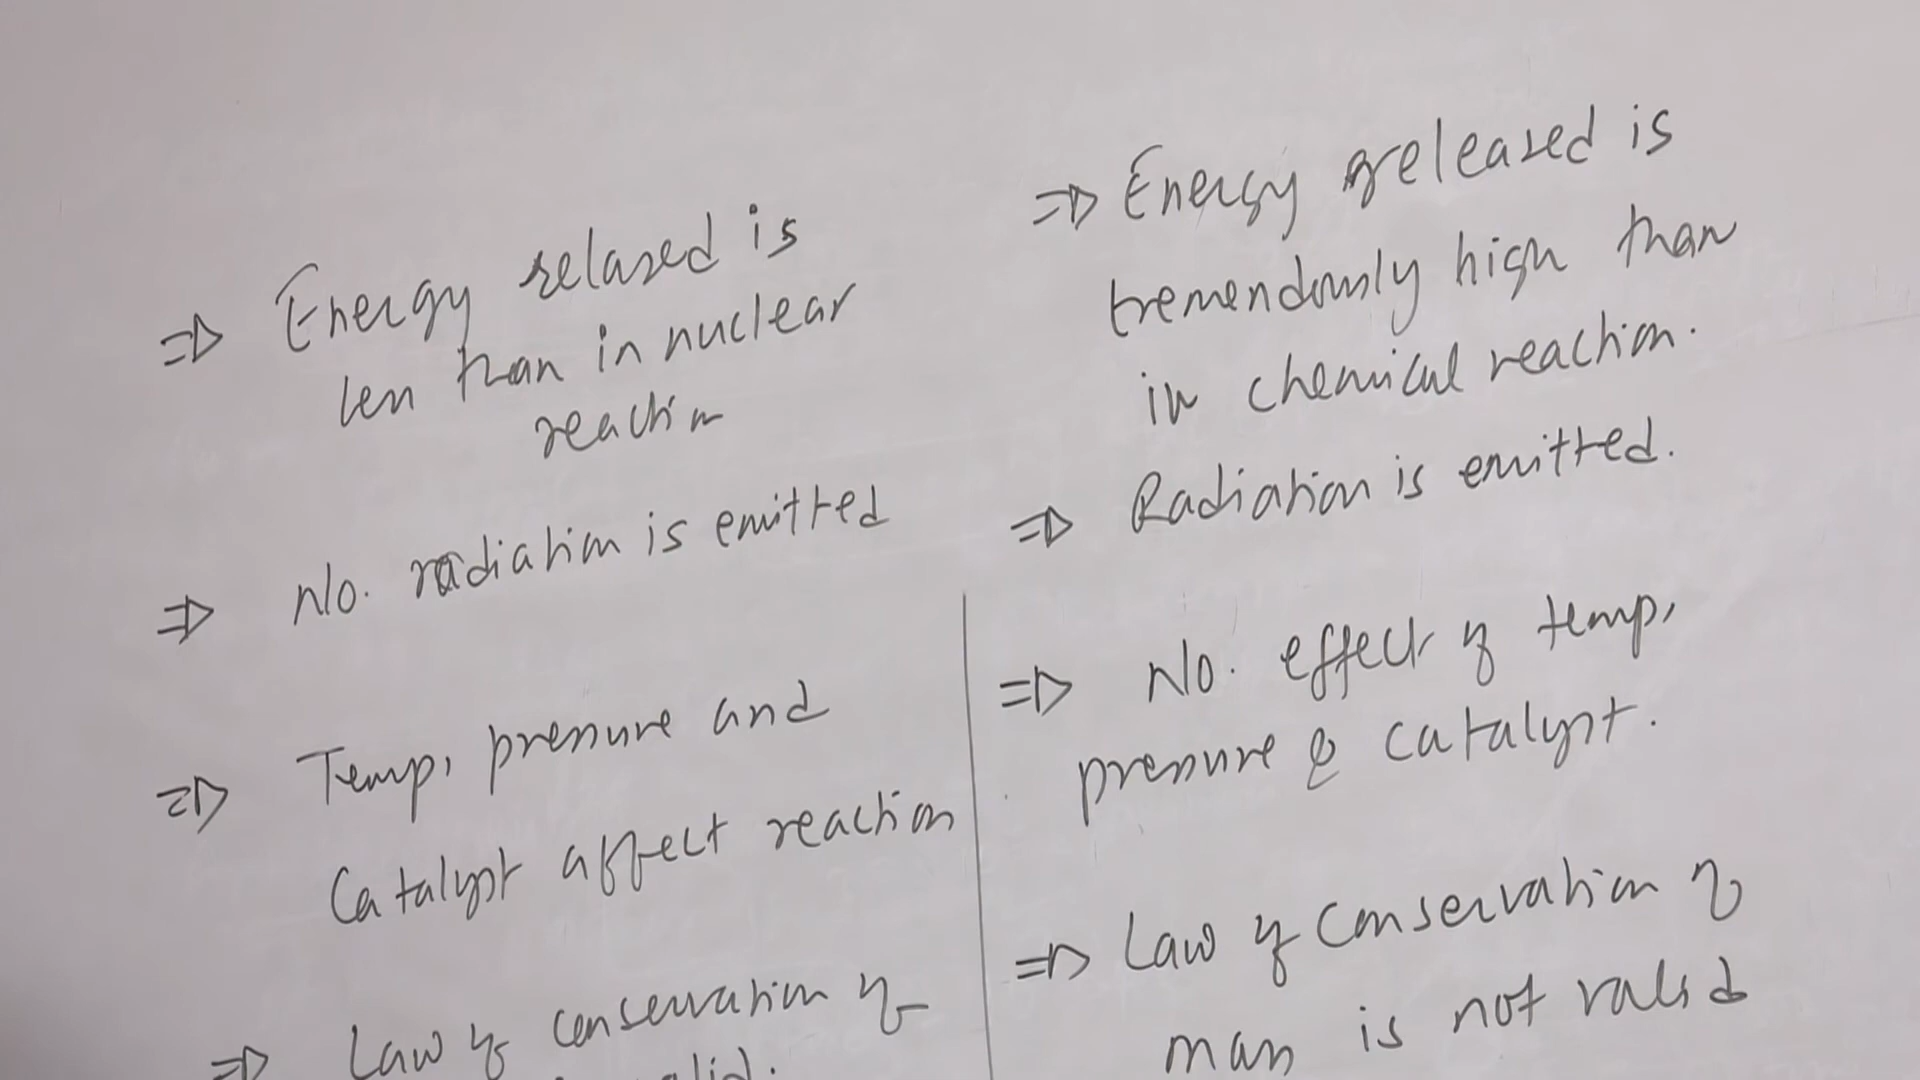 ⇒ Energy relased is
less than in nuclear
reaction
⇒ No. radiation is emitted
⇒ Temp, pressure and
Catalyst affect reaction
⇒ Law of conservation of
valid.
⇒ Energy released is
tremendously high than
in chemical reaction.
⇒ Radiation is emitted.
⇒ No. effect of temp,
pressure & catalyst.
⇒ Law of Conservation of
mass is not valid